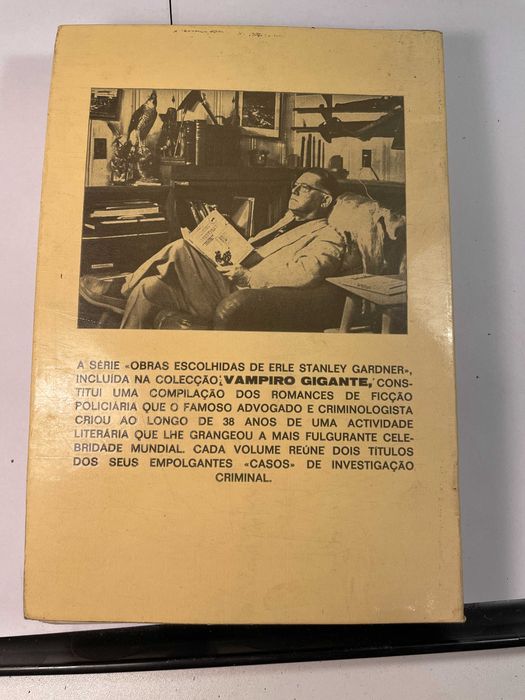 A SÉRIE «OBRAS ESCOLHIDAS DE ERLE STANLEY GARDNER»,
INCLUÍDA NA COLECÇÃO VAMPIRO GIGANTE, CONS-
TITUI UMA COMPILAÇÃO DOS ROMANCES DE FICÇÃO
POLICIÁRIA QUE O FAMOSO ADVOGADO E CRIMINOLOGISTA
CRIOU AO LONGO DE 38 ANOS DE UMA ACTIVIDADE
LITERÁRIA QUE LHE GRANGEOU A MAIS FULGURANTE CELE-
BRIDADE MUNDIAL. CADA VOLUME REÚNE DOIS TÍTULOS
DOS SEUS EMPOLGANTES «CASOS» DE INVESTIGAÇÃO
CRIMINAL.